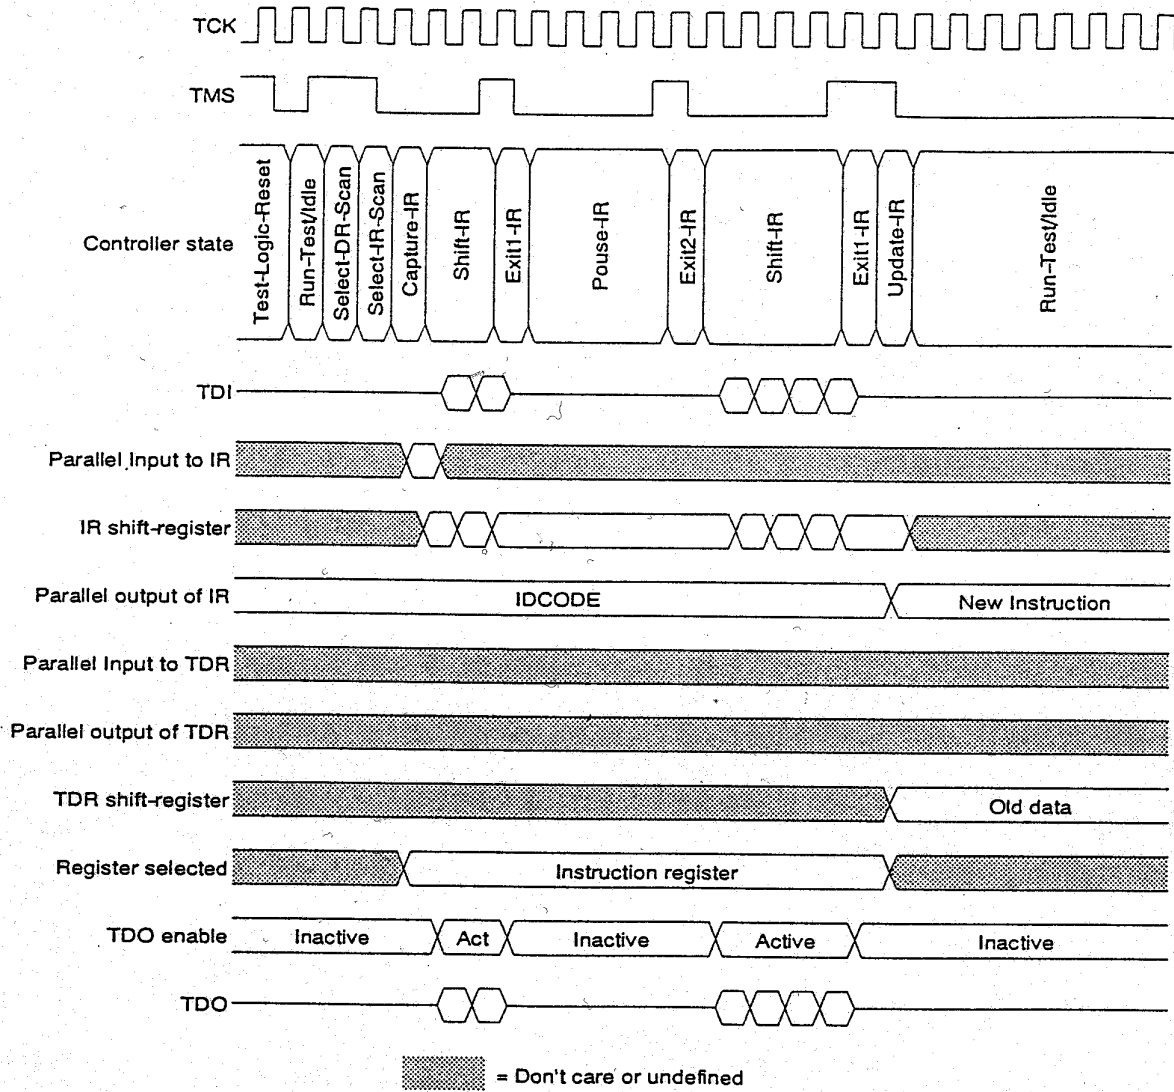 TCK
TMS
Controller state
Test-Logic-Reset
Run-Test/Idle
Select-DR-Scan
Select-IR-Scan
Capture-IR
Shift-IR
Exit1-IR
Pouse-IR
Exit2-IR
Shift-IR
Exit1-IR
Update-IR
Run-Test/Idle
TDI
Parallel Input to IR
IR shift-register
Parallel output of IR
IDCODE
New Instruction
Parallel Input to TDR
Parallel output of TDR
TDR shift-register
Old data
Register selected
Instruction register
TDO enable
Inactive
Act
Inactive
Active
Inactive
TDO
= Don't care or undefined